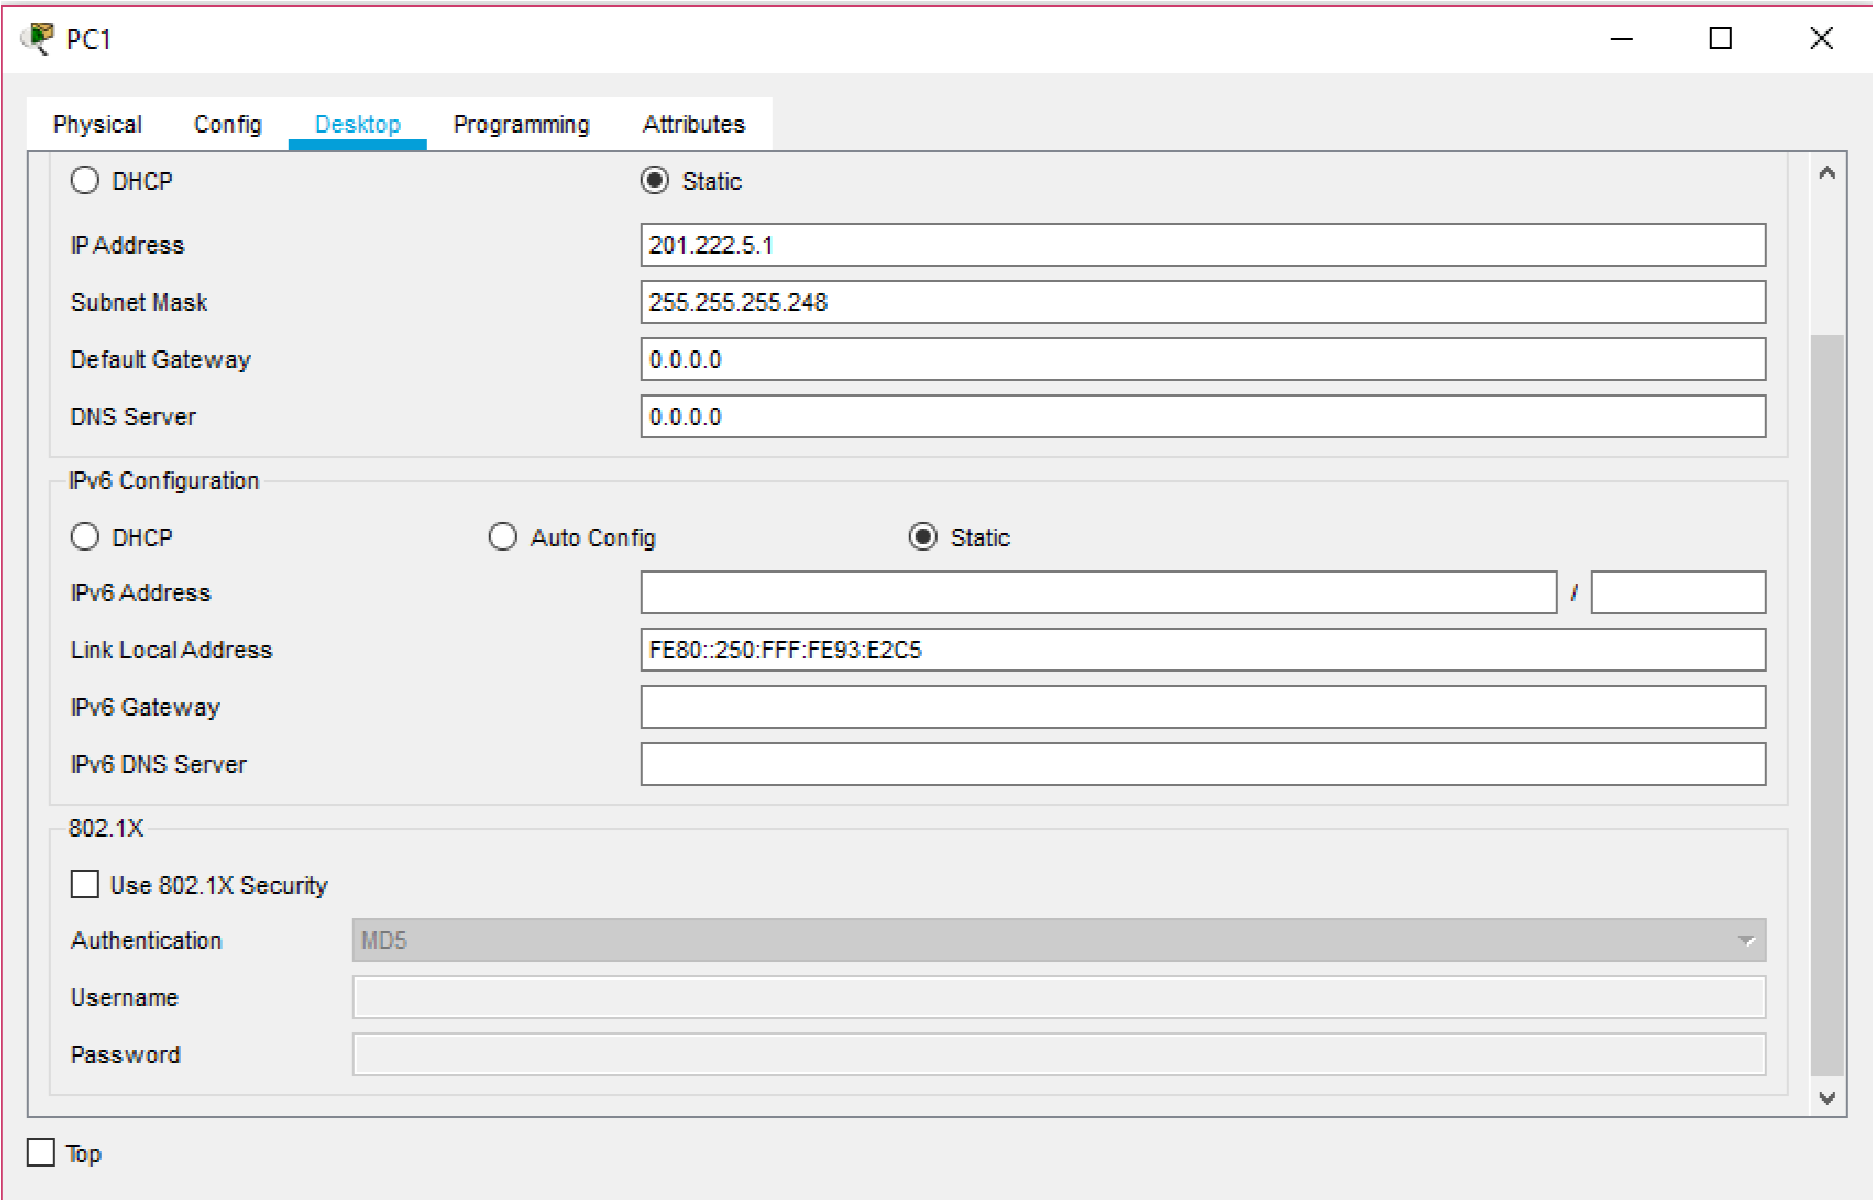 PC1
Physical Config Desktop Programming Attributes
DHCP Static
IP Address 201.222.5.1
Subnet Mask 255.255.255.248
Default Gateway 0.0.0.0
DNS Server 0.0.0.0
IPv6 Configuration
DHCP Auto Config Static
IPv6 Address /
Link Local Address FE80::250:FFF:FE93:E2C5
IPv6 Gateway
IPv6 DNS Server
802.1X
Use 802.1X Security
Authentication MD5
Username
Password
Top